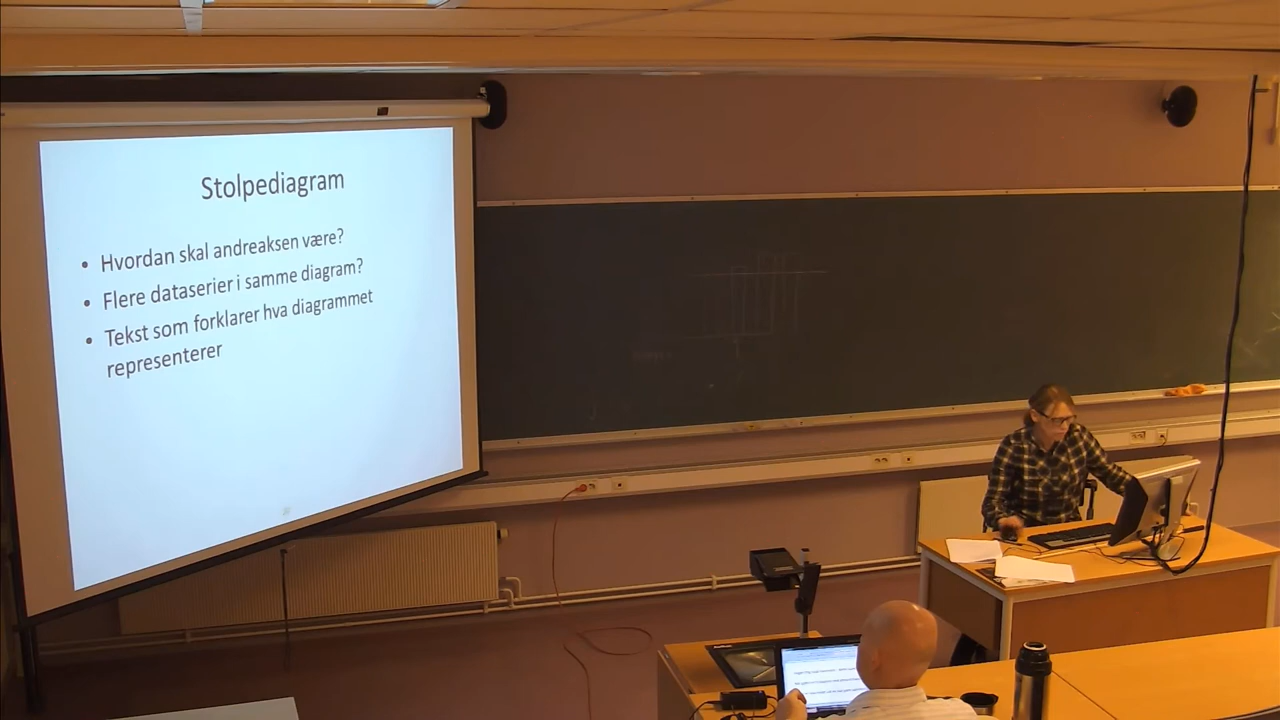 Stolpediagram
• Hvordan skal andreaksen være?
• Flere dataserier i samme diagram?
• Tekst som forklarer hva diagrammet
representerer